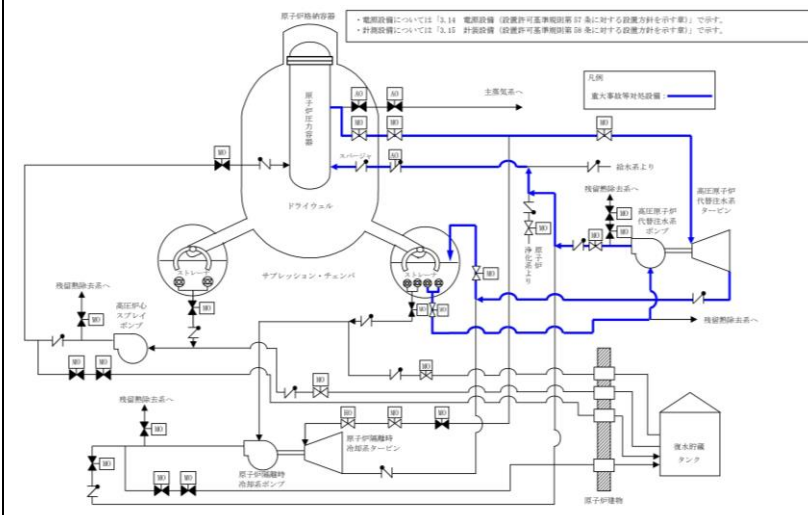 原子炉格納容器
・電源設備については「3.14 電源設備（設置許可基準規則第57条に対する設置方針を示す章）」で示す。
・計測設備については「3.15 計装設備（設置許可基準規則第58条に対する設置方針を示す章）」で示す。
凡例
重大事故等対処設備：
原子炉圧力容器
AO
AO
主蒸気系へ
MO
MO
MO
MO
スパージャ
AO
給水系より
ドライウェル
残留熱除去系へ
高圧原子炉
代替注水系
ポンプ
高圧原子炉
代替注水系
タービン
MO
MO
MO
MO
原子炉
浄化系より
ストレーナ
サプレッション・チェンバ
ストレーナ
MO
残留熱除去系へ
高圧炉心
スプレイ
ポンプ
MO
MO
MO
MO
残留熱除去系へ
MO
MO
MO
MO
残留熱除去系へ
MO
MO
MO
HO
MO
MO
原子炉隔離時
冷却系タービン
原子炉隔離時
冷却系ポンプ
MO
MO
MO
復水貯蔵
タンク
原子炉建物